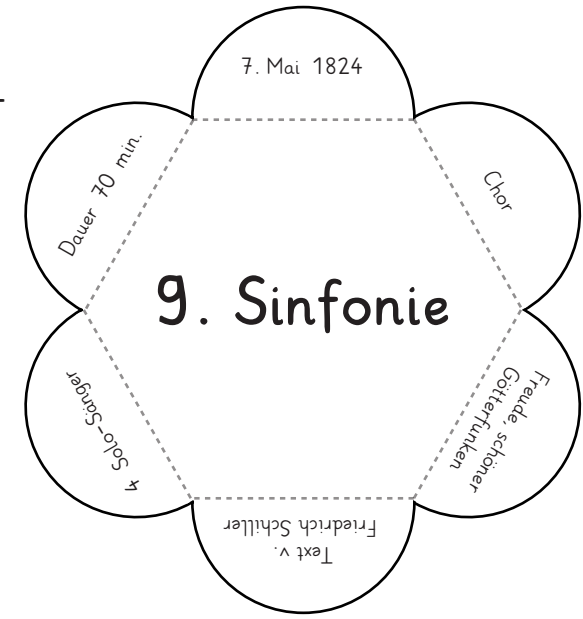 7. Mai 1824
Chor
Freude, schöner
Götterfunken
Text v.
Friedrich Schiller
4 Solo-Sänger
Dauer 70 min.
9. Sinfonie